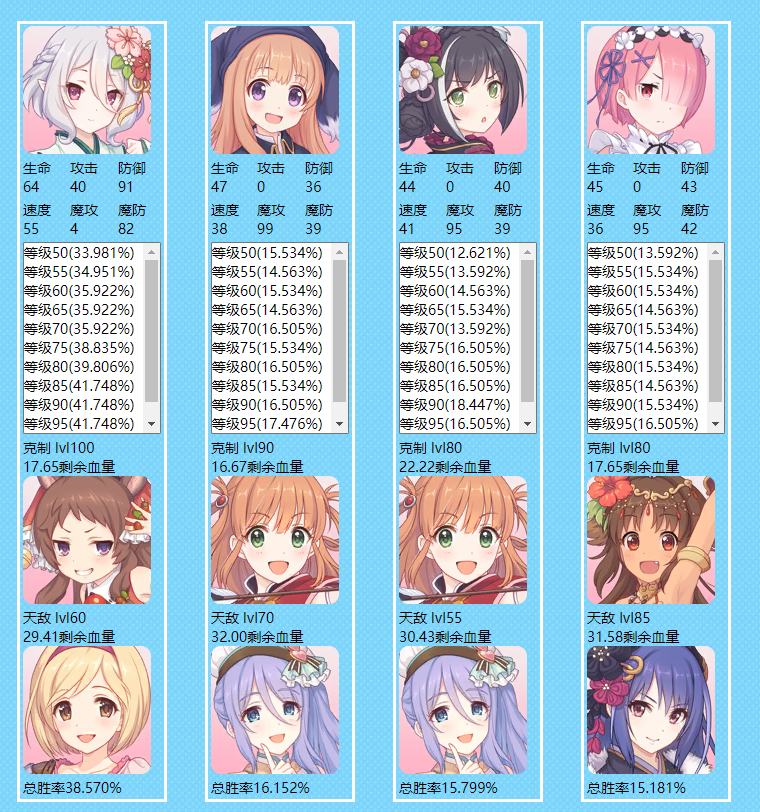 生命 攻击 防御
64 40 91
速度 魔攻 魔防
55 4 82
等级50(33.981%)
等级55(34.951%)
等级60(35.922%)
等级65(35.922%)
等级70(35.922%)
等级75(38.835%)
等级80(39.806%)
等级85(41.748%)
等级90(41.748%)
等级95(41.748%)
克制 lvl100
17.65剩余血量
天敌 lvl60
29.41剩余血量
总胜率38.570%
生命 攻击 防御
47 0 36
速度 魔攻 魔防
38 99 39
等级50(15.534%)
等级55(14.563%)
等级60(15.534%)
等级65(14.563%)
等级70(16.505%)
等级75(15.534%)
等级80(16.505%)
等级85(15.534%)
等级90(16.505%)
等级95(17.476%)
克制 lvl90
16.67剩余血量
天敌 lvl70
32.00剩余血量
总胜率16.152%
生命 攻击 防御
44 0 40
速度 魔攻 魔防
41 95 39
等级50(12.621%)
等级55(13.592%)
等级60(14.563%)
等级65(15.534%)
等级70(13.592%)
等级75(16.505%)
等级80(16.505%)
等级85(16.505%)
等级90(18.447%)
等级95(16.505%)
克制 lvl80
22.22剩余血量
天敌 lvl55
30.43剩余血量
总胜率15.799%
生命 攻击 防御
45 0 43
速度 魔攻 魔防
36 95 42
等级50(13.592%)
等级55(15.534%)
等级60(15.534%)
等级65(14.563%)
等级70(15.534%)
等级75(14.563%)
等级80(15.534%)
等级85(14.563%)
等级90(15.534%)
等级95(16.505%)
克制 lvl80
17.65剩余血量
天敌 lvl85
31.58剩余血量
总胜率15.181%